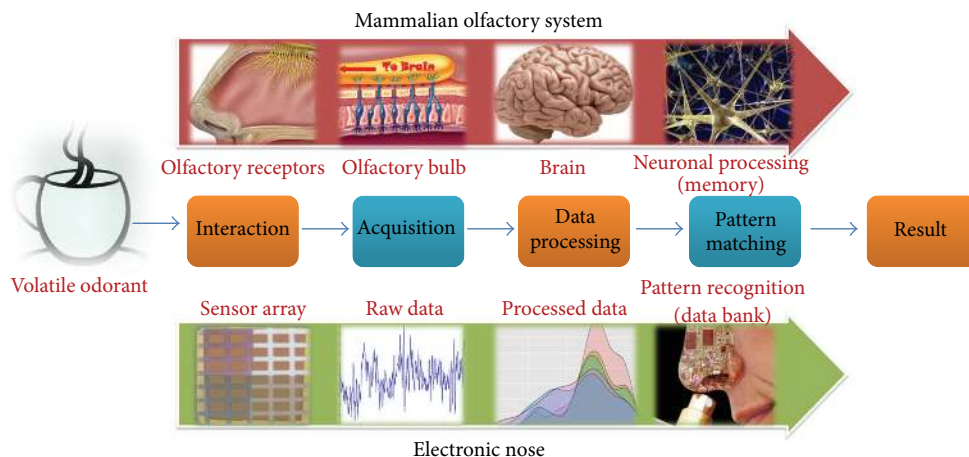 Mammalian olfactory system
To Brain
Olfactory receptors
Olfactory bulb
Brain
Neuronal processing
(memory)
Interaction
Acquisition
Data
processing
Pattern
matching
Result
Volatile odorant
Sensor array
Raw data
Processed data
Pattern recognition
(data bank)
Electronic nose